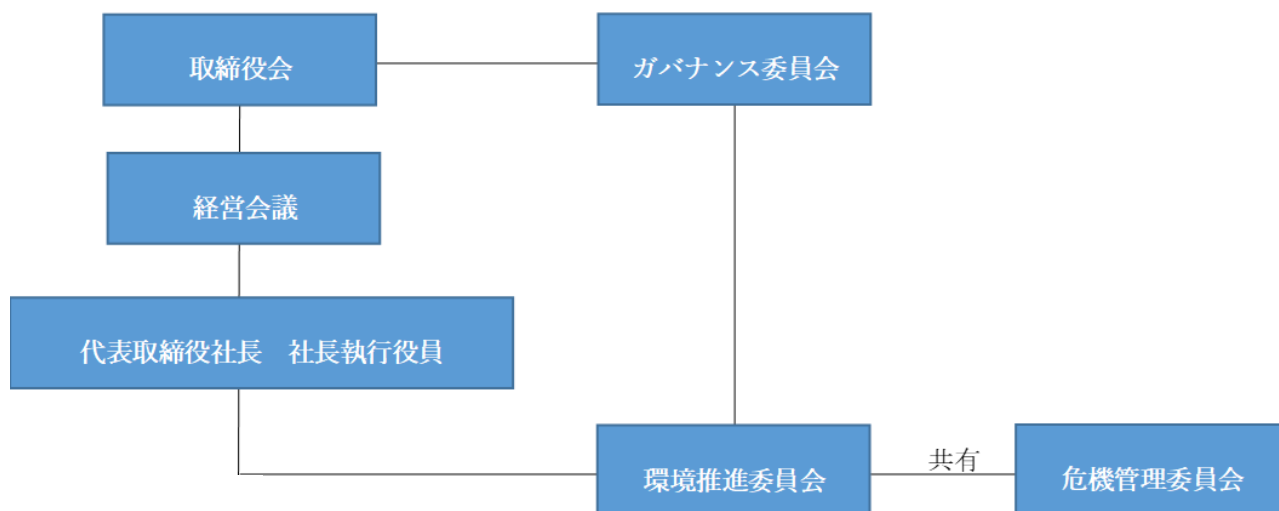 取締役会
ガバナンス委員会
経営会議
代表取締役社長　社長執行役員
環境推進委員会
共有
危機管理委員会